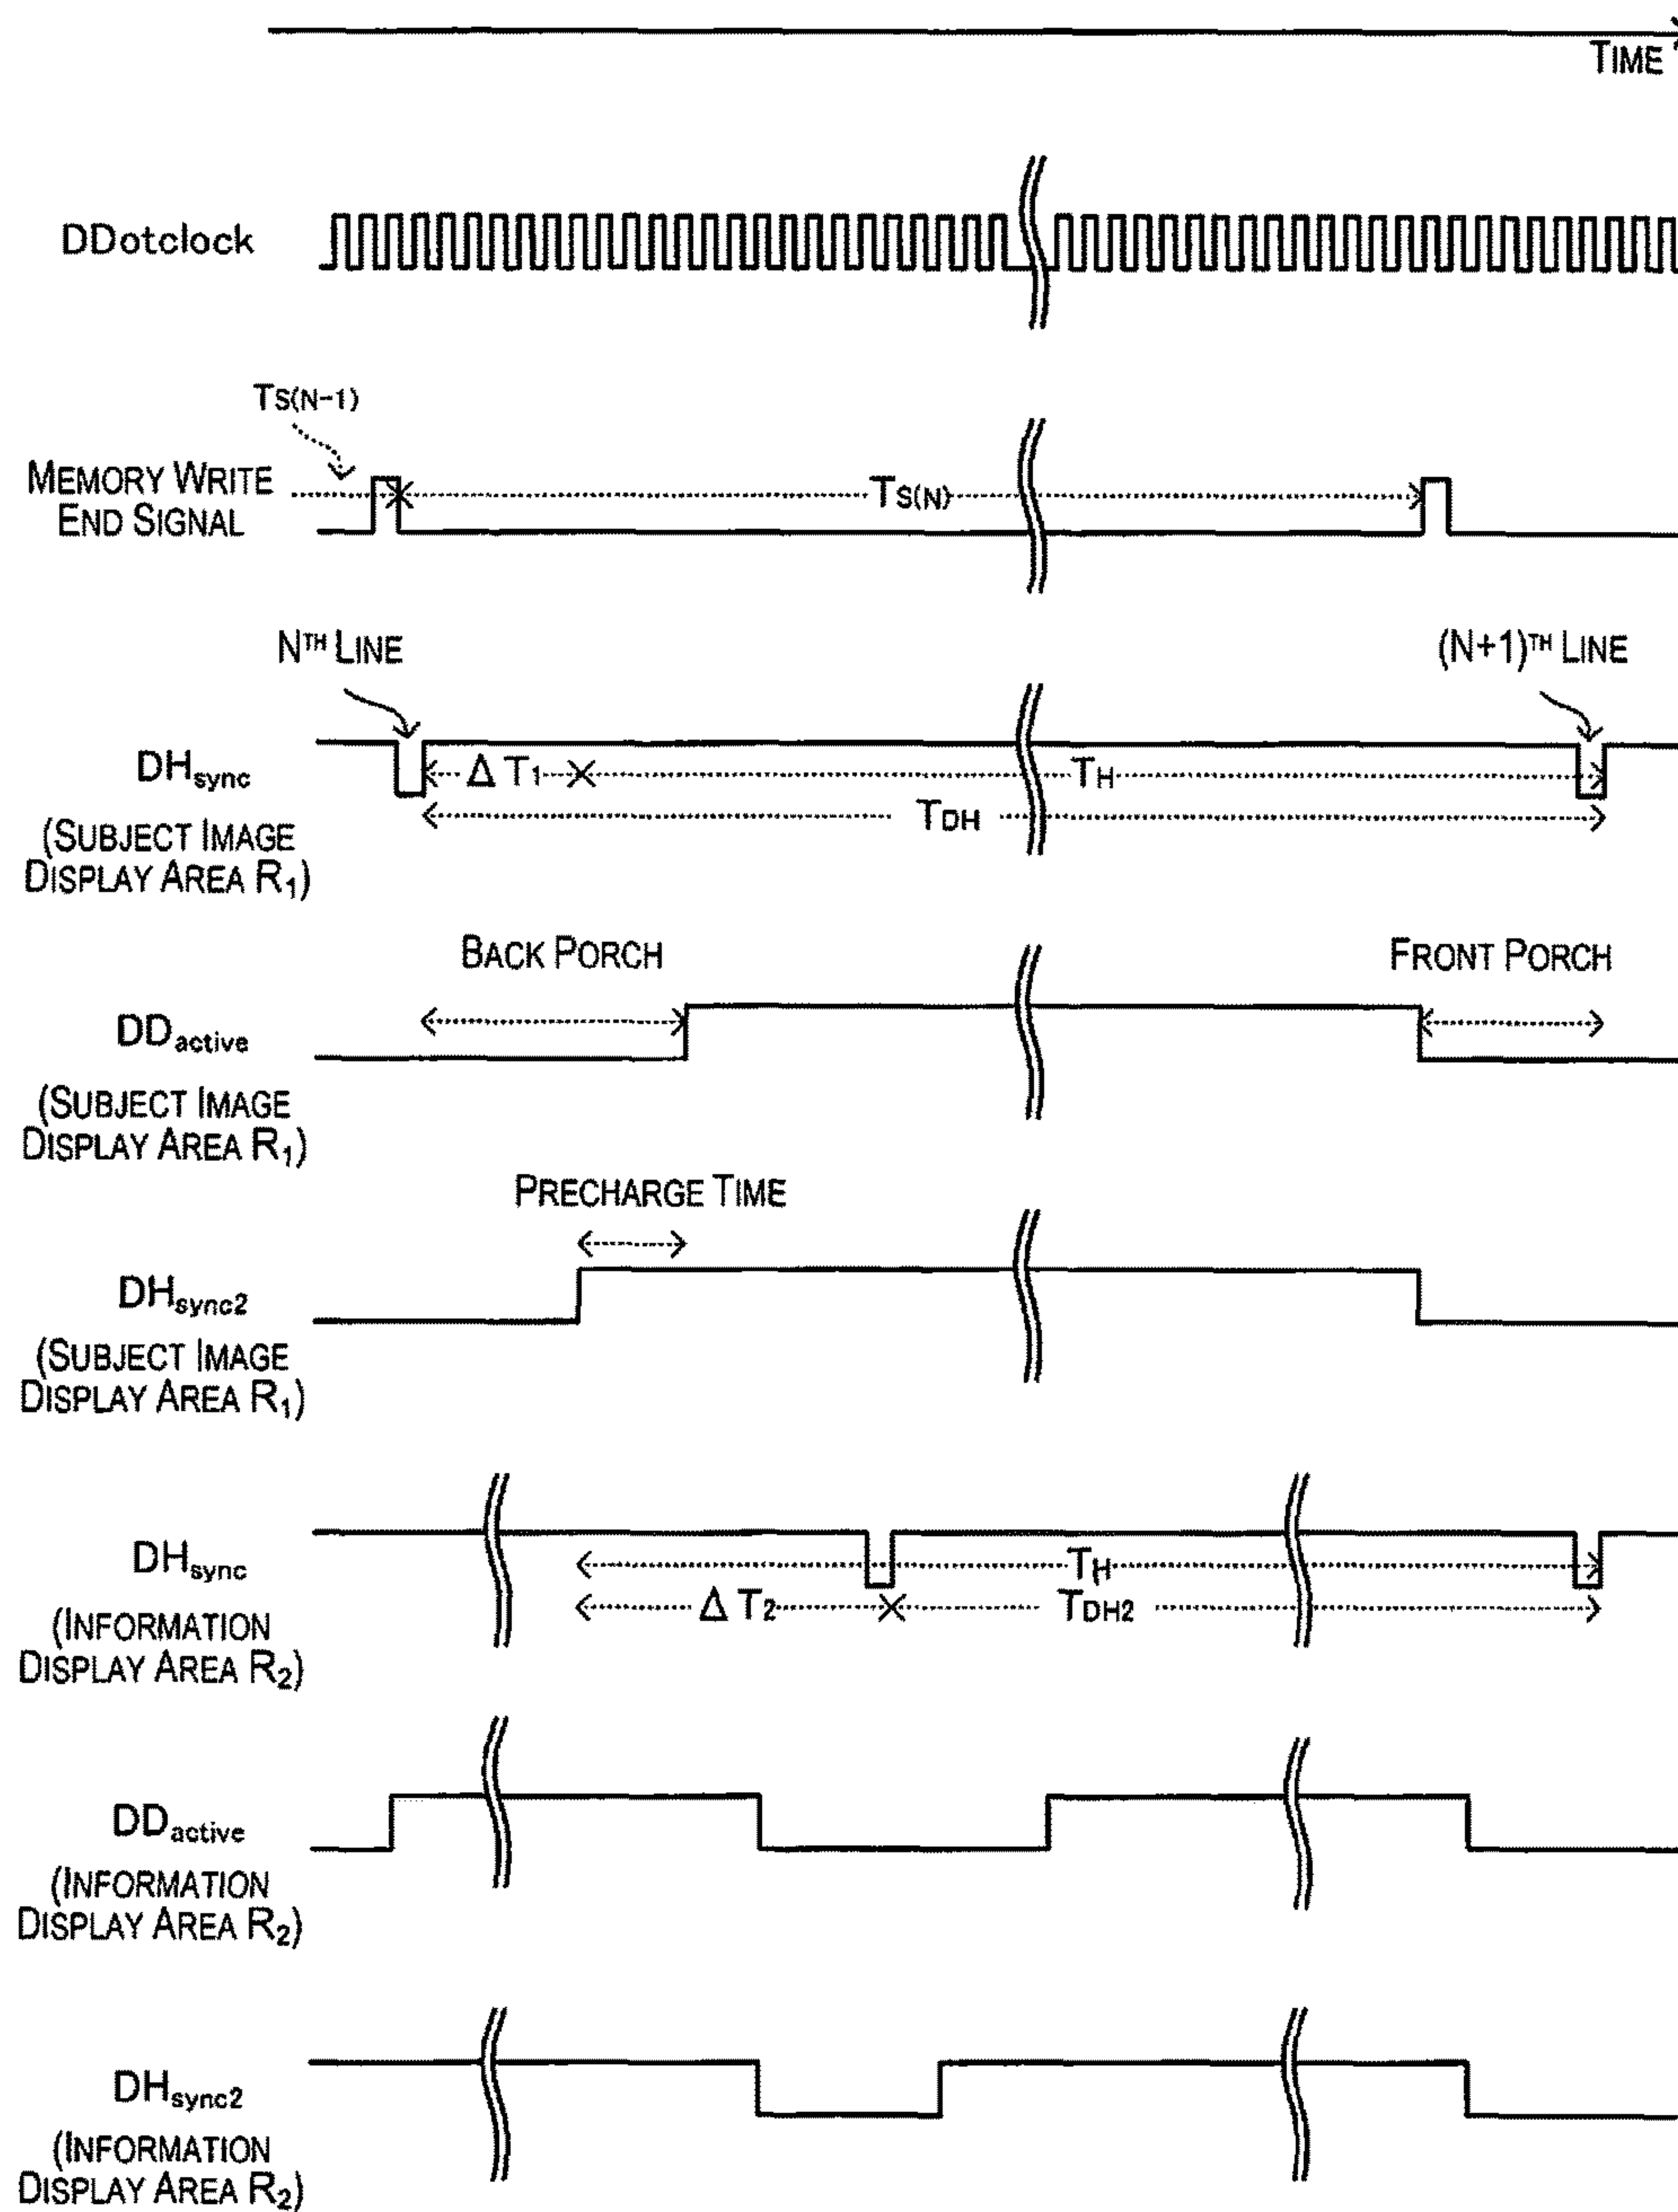 TIME
DDotclock
TS(N-1)
MEMORY WRITE
END SIGNAL
TS(N)
NTH LINE
(N+1)TH LINE
DHsync
Δ T1
TH
TDH
(SUBJECT IMAGE
DISPLAY AREA R1)
BACK PORCH
FRONT PORCH
DDactive
(SUBJECT IMAGE
DISPLAY AREA R1)
PRECHARGE TIME
DHsync2
(SUBJECT IMAGE
DISPLAY AREA R1)
DHsync
TH
Δ T2
TDH2
(INFORMATION
DISPLAY AREA R2)
DDactive
(INFORMATION
DISPLAY AREA R2)
DHsync2
(INFORMATION
DISPLAY AREA R2)